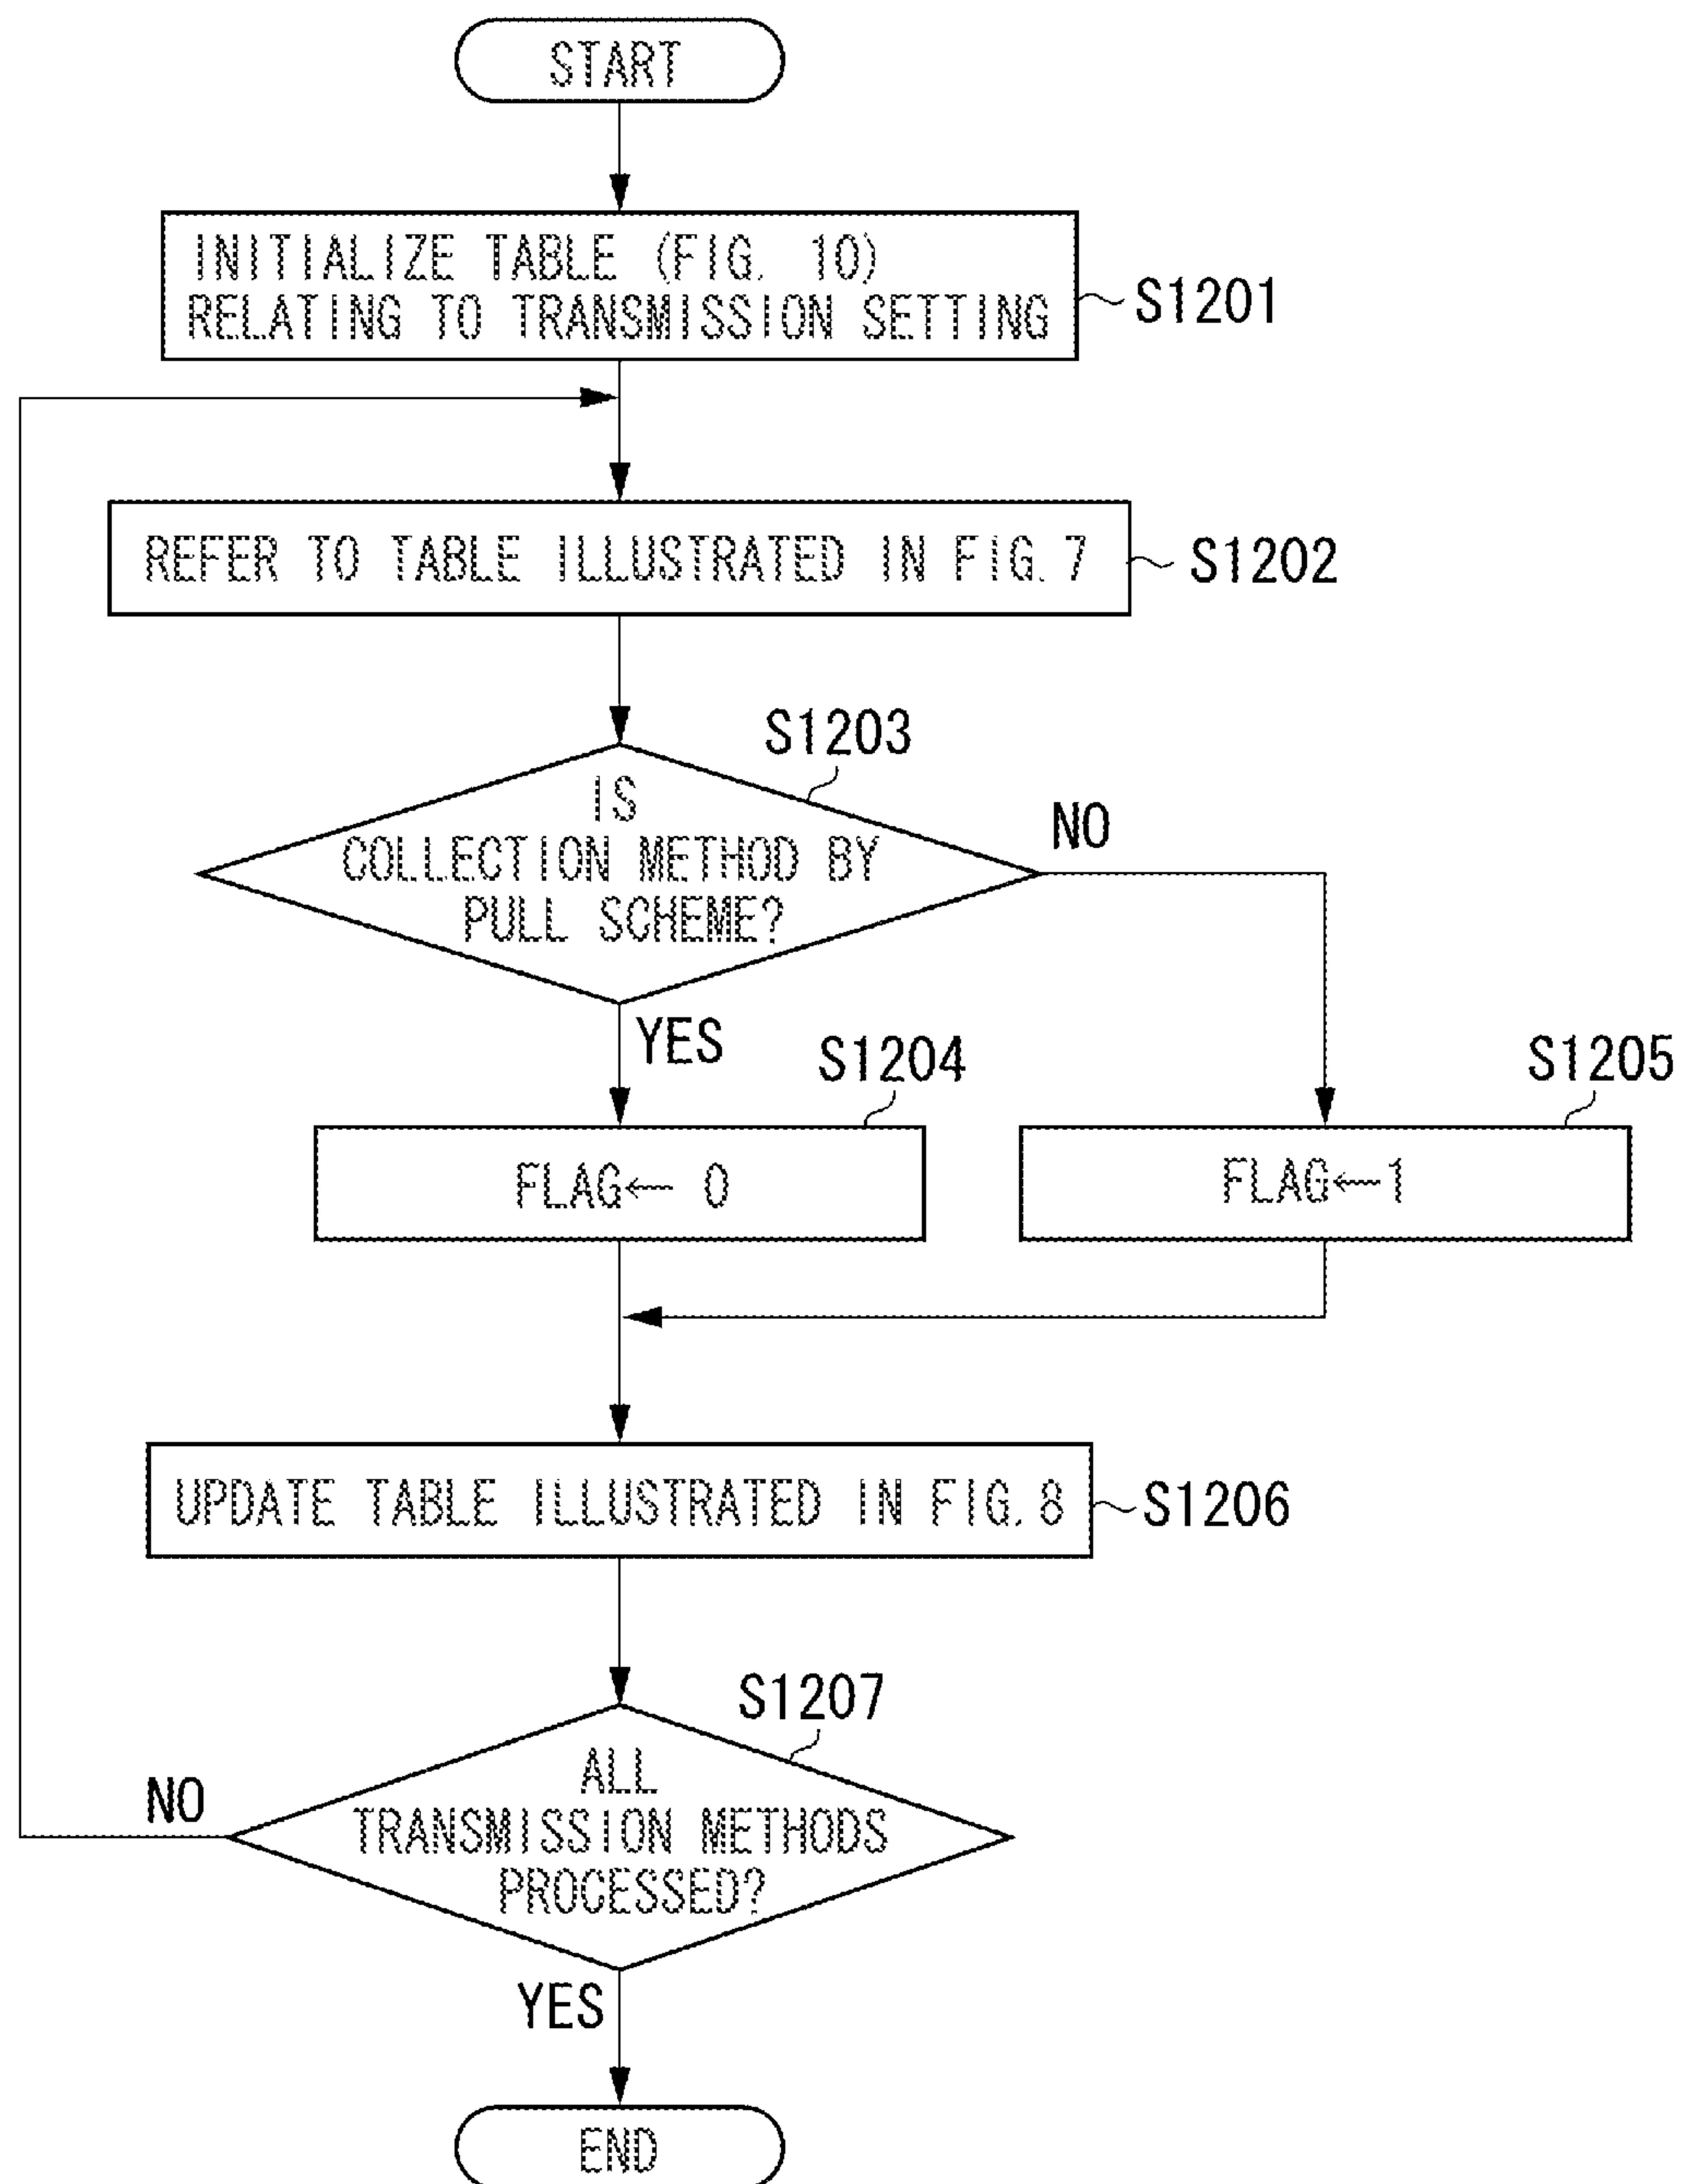 START
INITIALIZE TABLE (FIG. 10)
RELATING TO TRANSMISSION SETTING
S1201
REFER TO TABLE ILLUSTRATED IN FIG. 7
S1202
S1203
IS
COLLECTION METHOD BY
PULL SCHEME?
NO
YES
S1204
S1205
FLAG← 0
FLAG←1
UPDATE TABLE ILLUSTRATED IN FIG. 8
S1206
S1207
ALL
TRANSMISSION METHODS
PROCESSED?
NO
YES
END